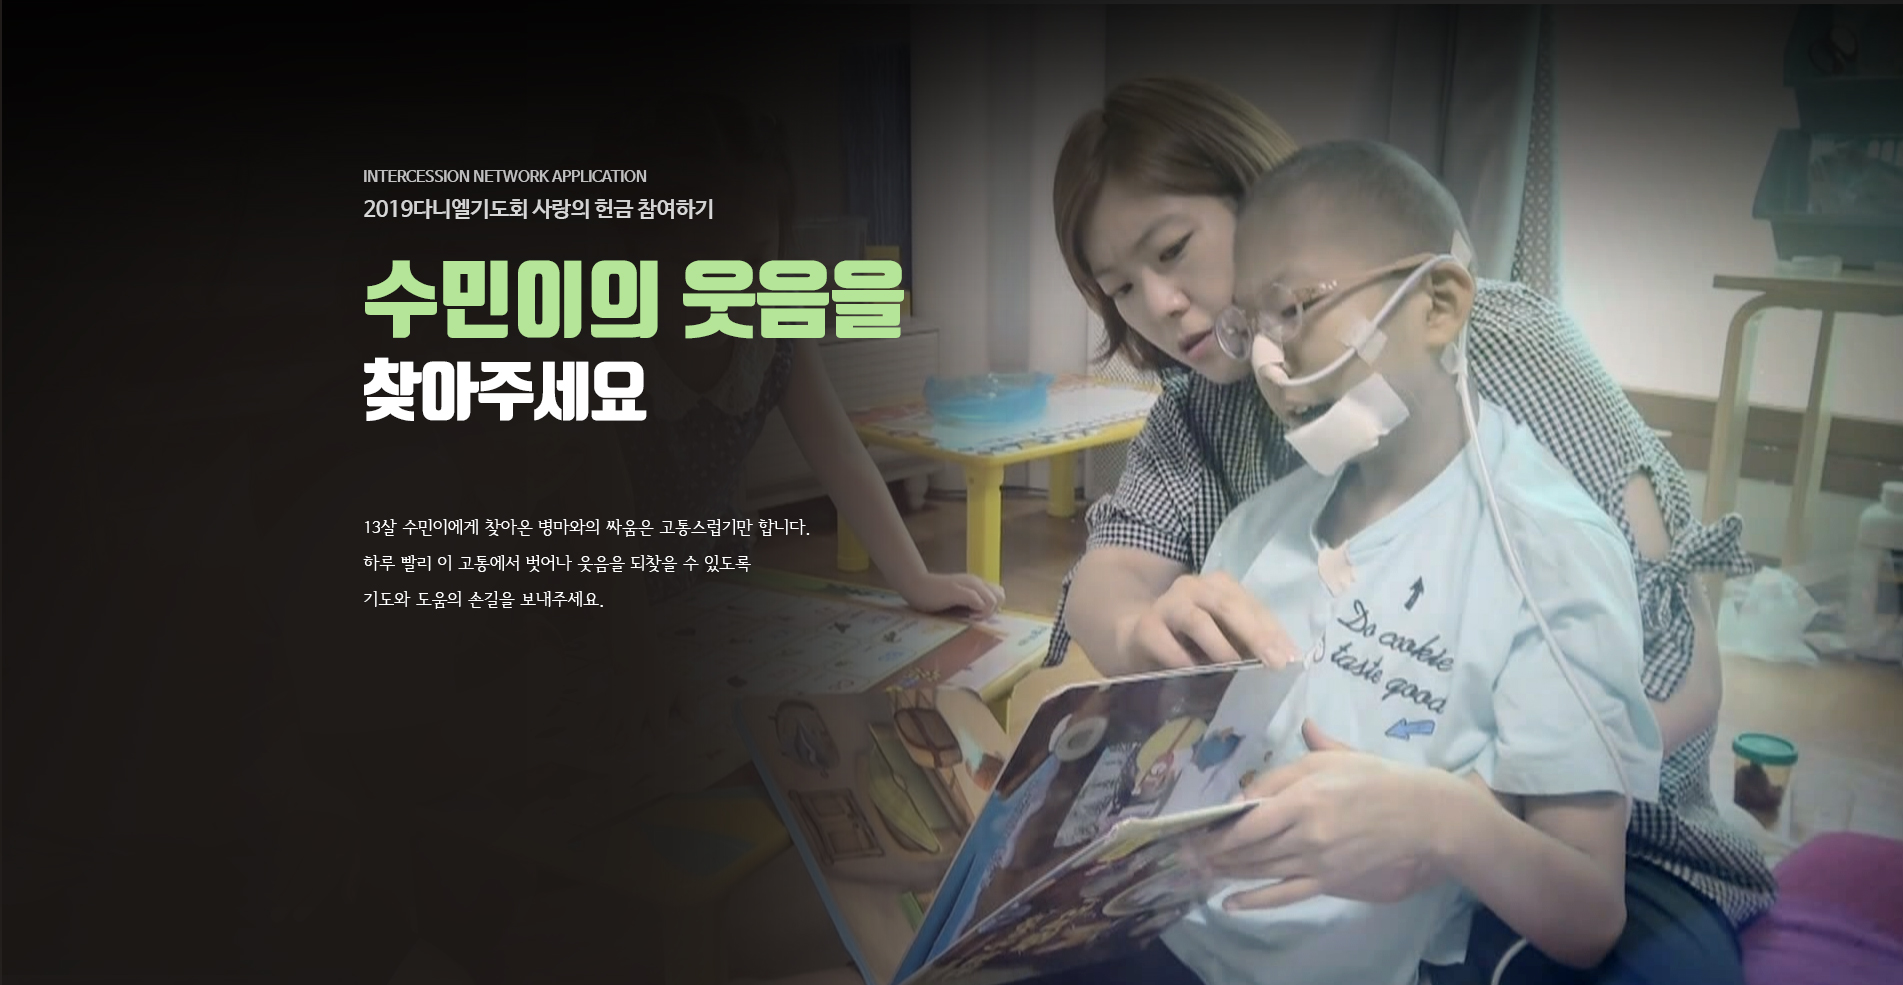 INTERCESSION NETWORK APPLICATION
2019다니엘기도회 사랑의 헌금 참여하기
수민이의 웃음을
찾아주세요
13살 수민이에게 찾아온 병마와의 싸움은 고통스럽기만 합니다.
하루 빨리 이 고통에서 벗어나 웃음을 되찾을 수 있도록
기도와 도움의 손길을 보내주세요.
Do cookie
taste good